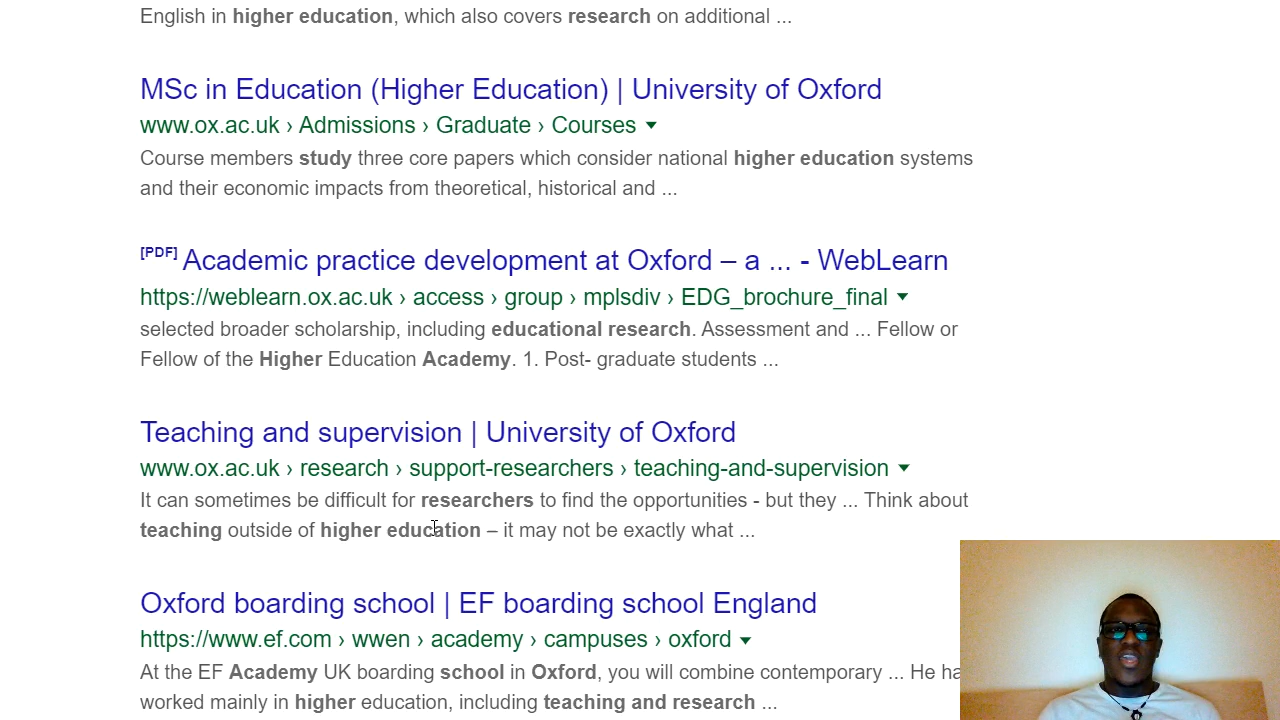 English in higher education, which also covers research on additional ...
MSc in Education (Higher Education) | University of Oxford
www.ox.ac.uk › Admissions › Graduate › Courses
Course members study three core papers which consider national higher education systems
and their economic impacts from theoretical, historical and ...
[PDF] Academic practice development at Oxford – a ... - WebLearn
https://weblearn.ox.ac.uk › access › group › mplsdiv › EDG_brochure_final
selected broader scholarship, including educational research. Assessment and ... Fellow or
Fellow of the Higher Education Academy. 1. Post- graduate students ...
Teaching and supervision | University of Oxford
www.ox.ac.uk › research › support-researchers › teaching-and-supervision
It can sometimes be difficult for researchers to find the opportunities - but they ... Think about
teaching outside of higher education – it may not be exactly what ...
Oxford boarding school | EF boarding school England
https://www.ef.com › wwen › academy › campuses › oxford
At the EF Academy UK boarding school in Oxford, you will combine contemporary ... He
worked mainly in higher education, including teaching and research ...